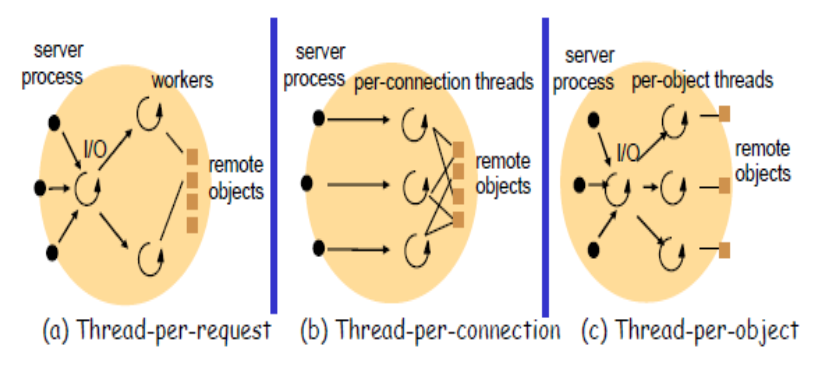 server
process
workers
I/O
remote
objects
(a) Thread-per-request
server
process
per-connection threads
remote
objects
(b) Thread-per-connection
server
process
per-object threads
I/O
remote
objects
(c) Thread-per-object